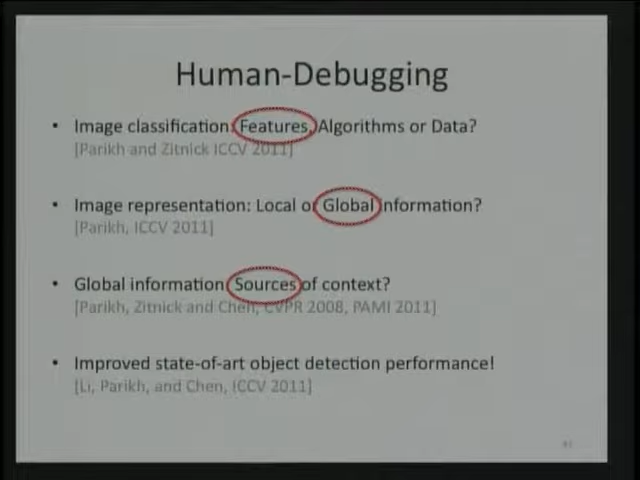 Human-Debugging
• Image classification: Features, Algorithms or Data?
[Parikh and Zitnick ICCV 2011]
• Image representation: Local or Global Information?
[Parikh, ICCV 2011]
• Global information Sources of context?
[Parikh, Zitnick and Chen, CVPR 2008, PAMI 2011]
• Improved state-of-art object detection performance!
[Li, Parikh, and Chen, ICCV 2011]